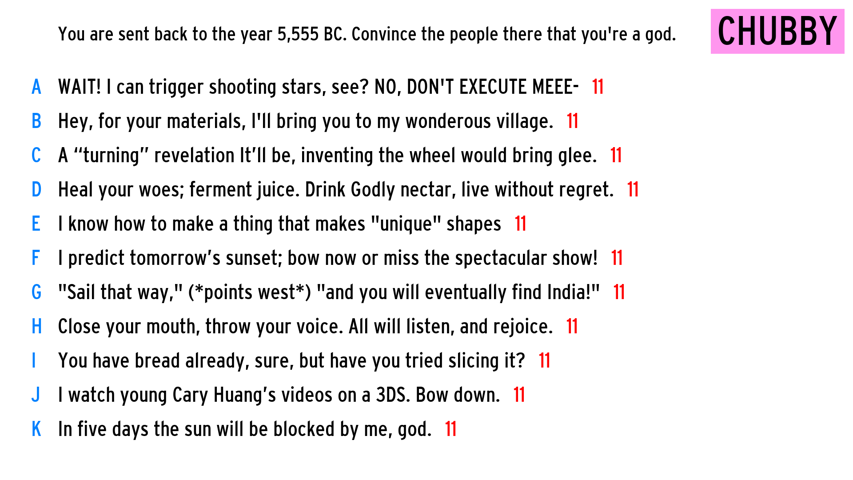 You are sent back to the year 5,555 BC. Convince the people there that you're a god.
CHUBBY
A WAIT! I can trigger shooting stars, see? NO, DON'T EXECUTE MEEE- 11
B Hey, for your materials, I'll bring you to my wonderous village. 11
C A “turning” revelation It’ll be, inventing the wheel would bring glee. 11
D Heal your woes; ferment juice. Drink Godly nectar, live without regret. 11
E I know how to make a thing that makes "unique" shapes 11
F I predict tomorrow’s sunset; bow now or miss the spectacular show! 11
G "Sail that way," (*points west*) "and you will eventually find India!" 11
H Close your mouth, throw your voice. All will listen, and rejoice. 11
I You have bread already, sure, but have you tried slicing it? 11
J I watch young Cary Huang’s videos on a 3DS. Bow down. 11
K In five days the sun will be blocked by me, god. 11